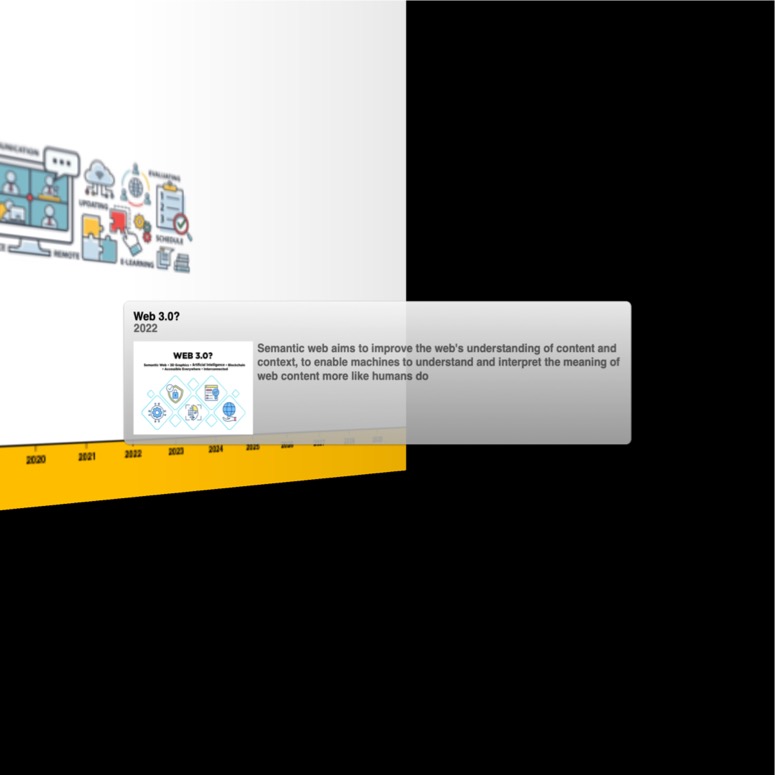 EVALUATING
UPDATING
SCHEDULE
REMOTE
E-LEARNING
Web 3.0?
2022
WEB 3.0?
Semantic Web • 3D Graphics • Artificial Intelligence • Blockchain
• Accessible Everywhere • Interconnected
Semantic web aims to improve the web's understanding of content and
context, to enable machines to understand and interpret the meaning of
web content more like humans do
2020 2021 2022 2023 2024 2025